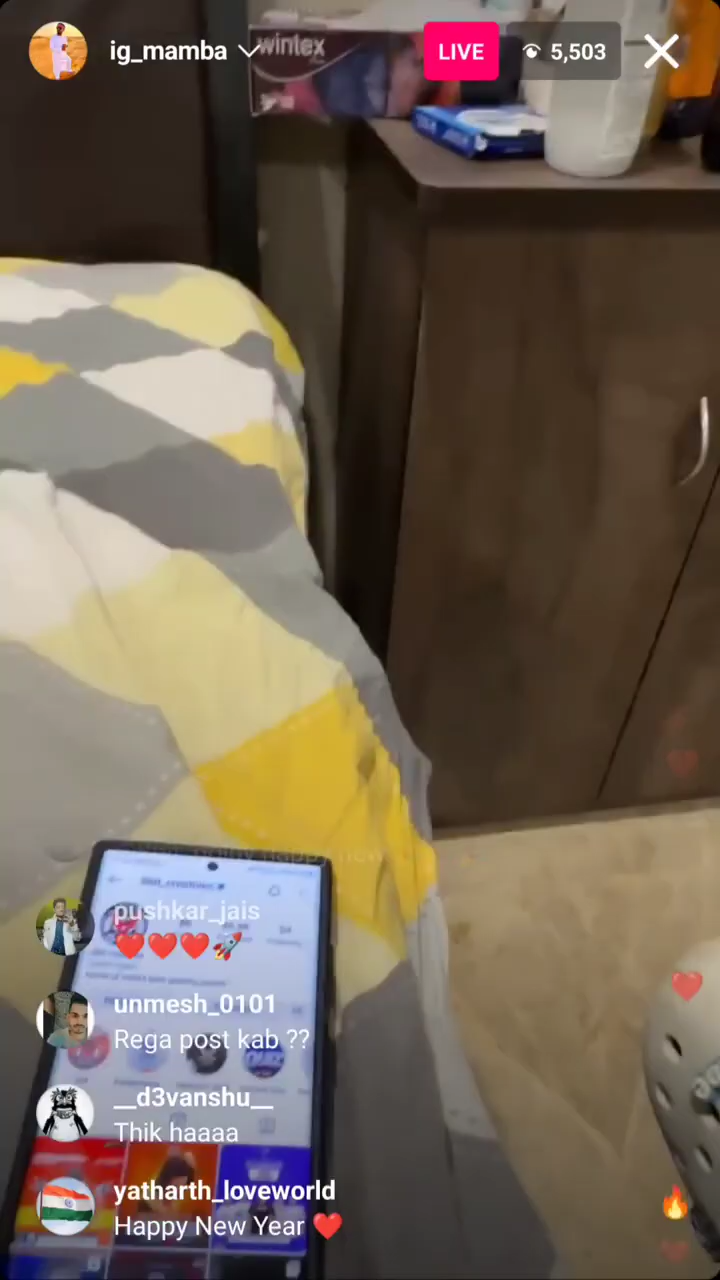 ig_mamba
wintex
LIVE
5,503
pushkar_jais
❤️❤️❤️🚀
unmesh_0101
Rega post kab ??
__d3vanshu__
Thik haaaa
yatharth_loveworld
Happy New Year ❤️